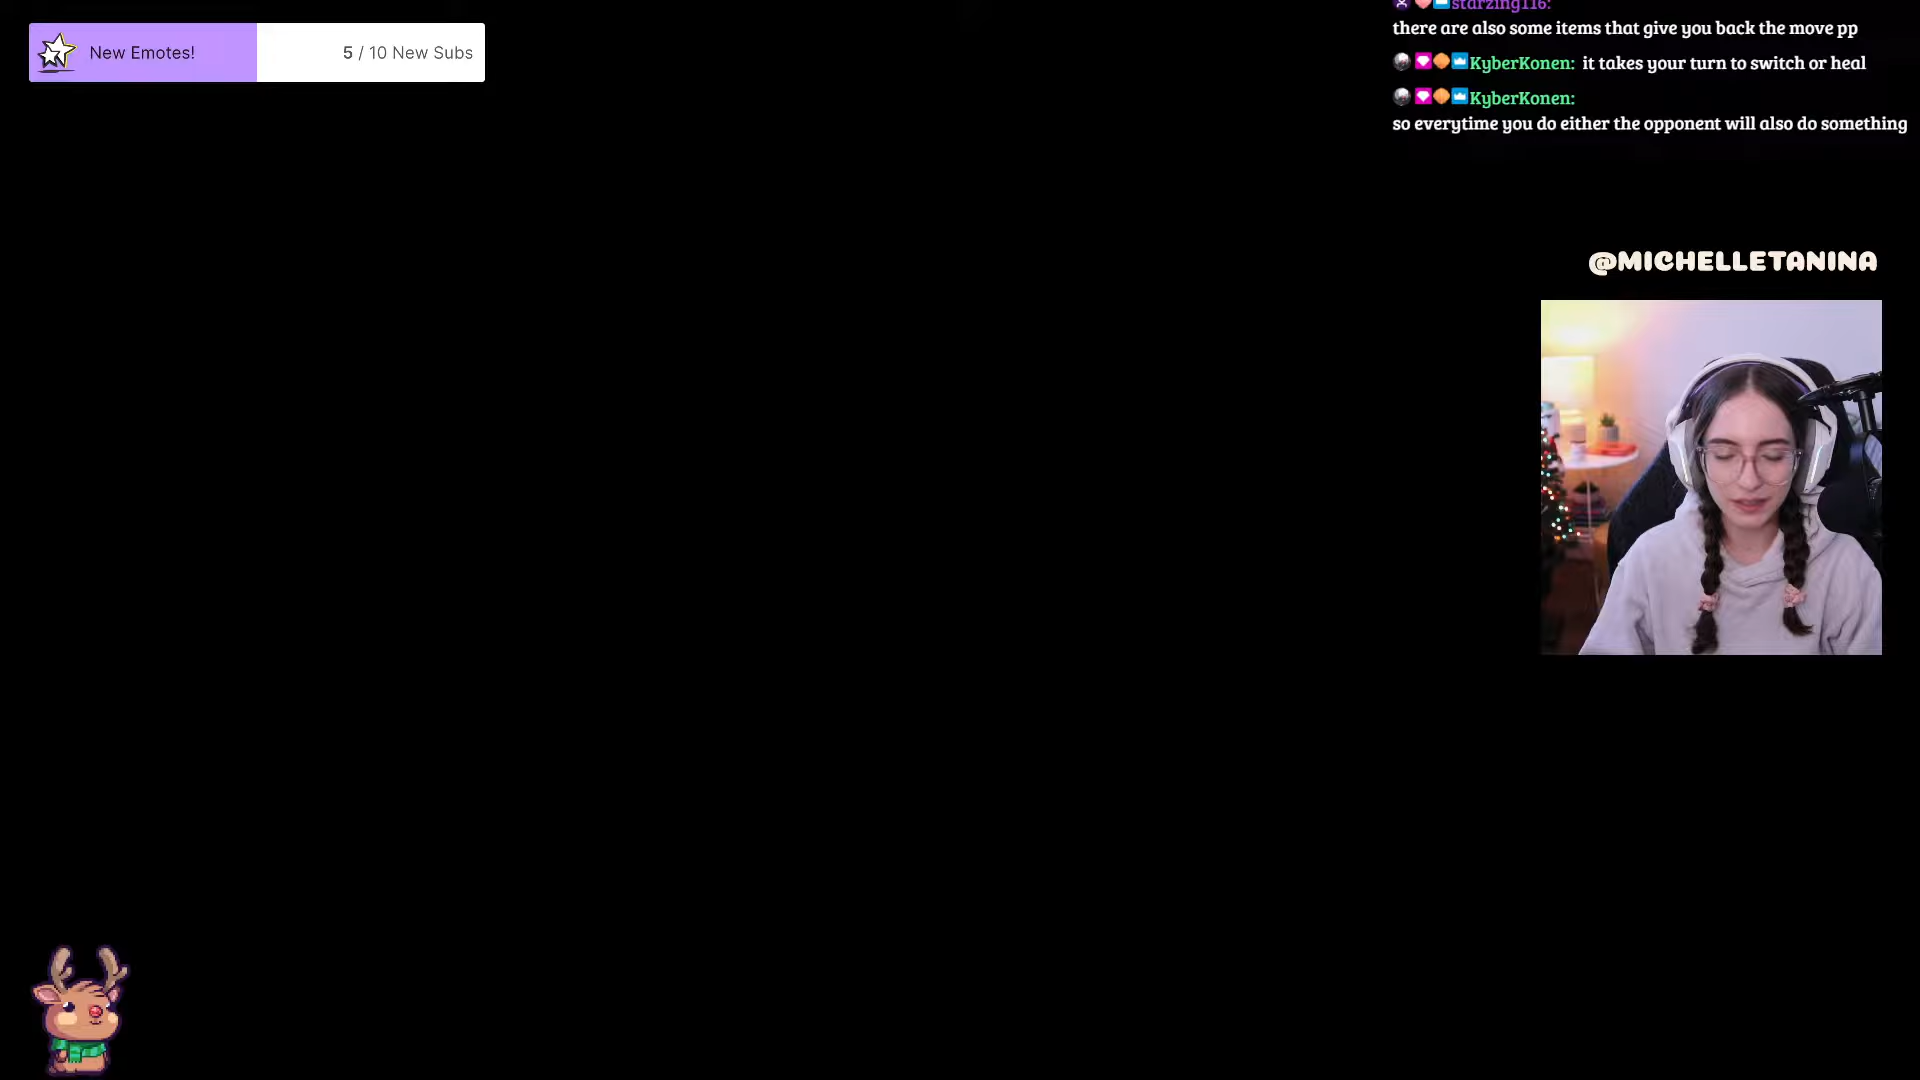 New Emotes!
5 / 10 New Subs
starzing116:
there are also some items that give you back the move pp
KyberKonen: it takes your turn to switch or heal
KyberKonen:
so everytime you do either the opponent will also do something
@MICHELLETANINA